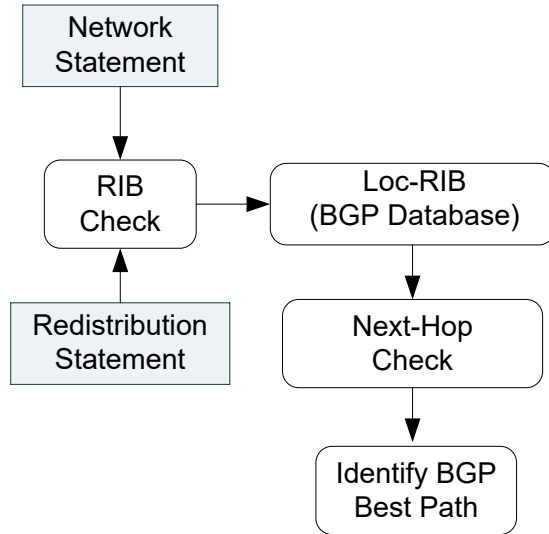 Network
Statement
RIB
Check
Loc-RIB
(BGP Database)
Redistribution
Statement
Next-Hop
Check
Identify BGP
Best Path